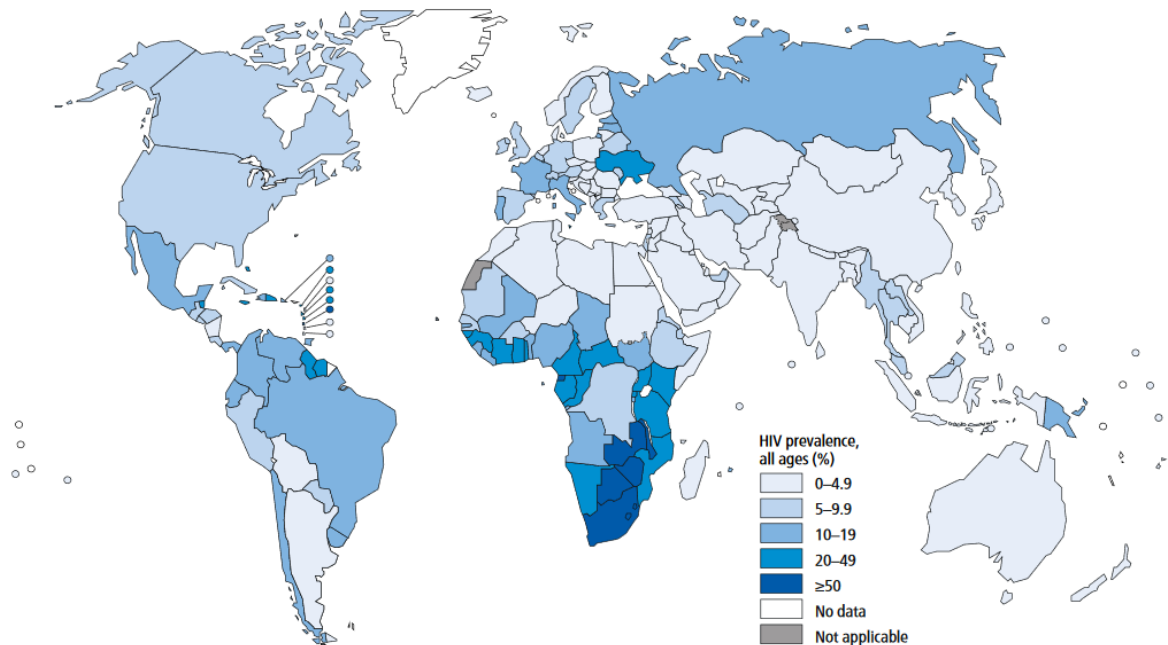 HIV prevalence,
all ages (%)
0–4.9
5–9.9
10–19
20–49
≥50
No data
Not applicable